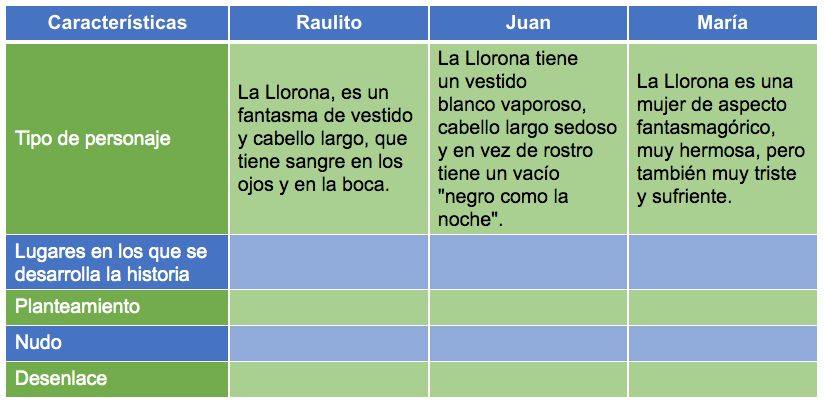 Características
Raulito
Juan
María
Tipo de personaje
La Llorona, es un
fantasma de vestido
y cabello largo, que
tiene sangre en los
ojos y en la boca.
La Llorona tiene
un vestido
blanco vaporoso,
cabello largo sedoso
y en vez de rostro
tiene un vacío
"negro como la
noche".
La Llorona es una
mujer de aspecto
fantasmagórico,
muy hermosa, pero
también muy triste
y sufriente.
Lugares en los que se
desarrolla la historia
Planteamiento
Nudo
Desenlace